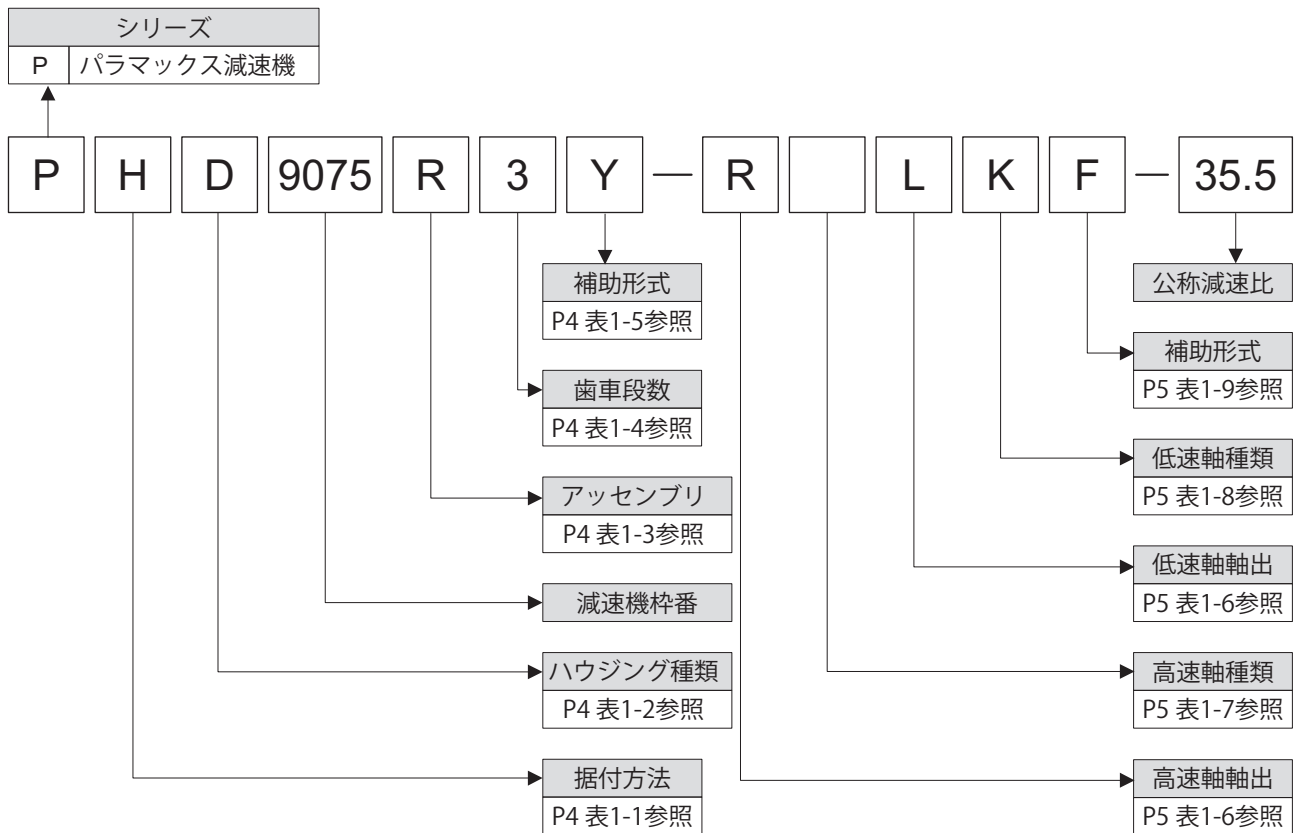 シリーズ
P パラマックス減速機
P H D 9075 R 3 Y — R L K F — 35.5
補助形式
P4 表1-5参照
歯車段数
P4 表1-4参照
アッセンブリ
P4 表1-3参照
減速機枠番
ハウジング種類
P4 表1-2参照
据付方法
P4 表1-1参照
公称減速比
補助形式
P5 表1-9参照
低速軸種類
P5 表1-8参照
低速軸軸出
P5 表1-6参照
高速軸種類
P5 表1-7参照
高速軸軸出
P5 表1-6参照